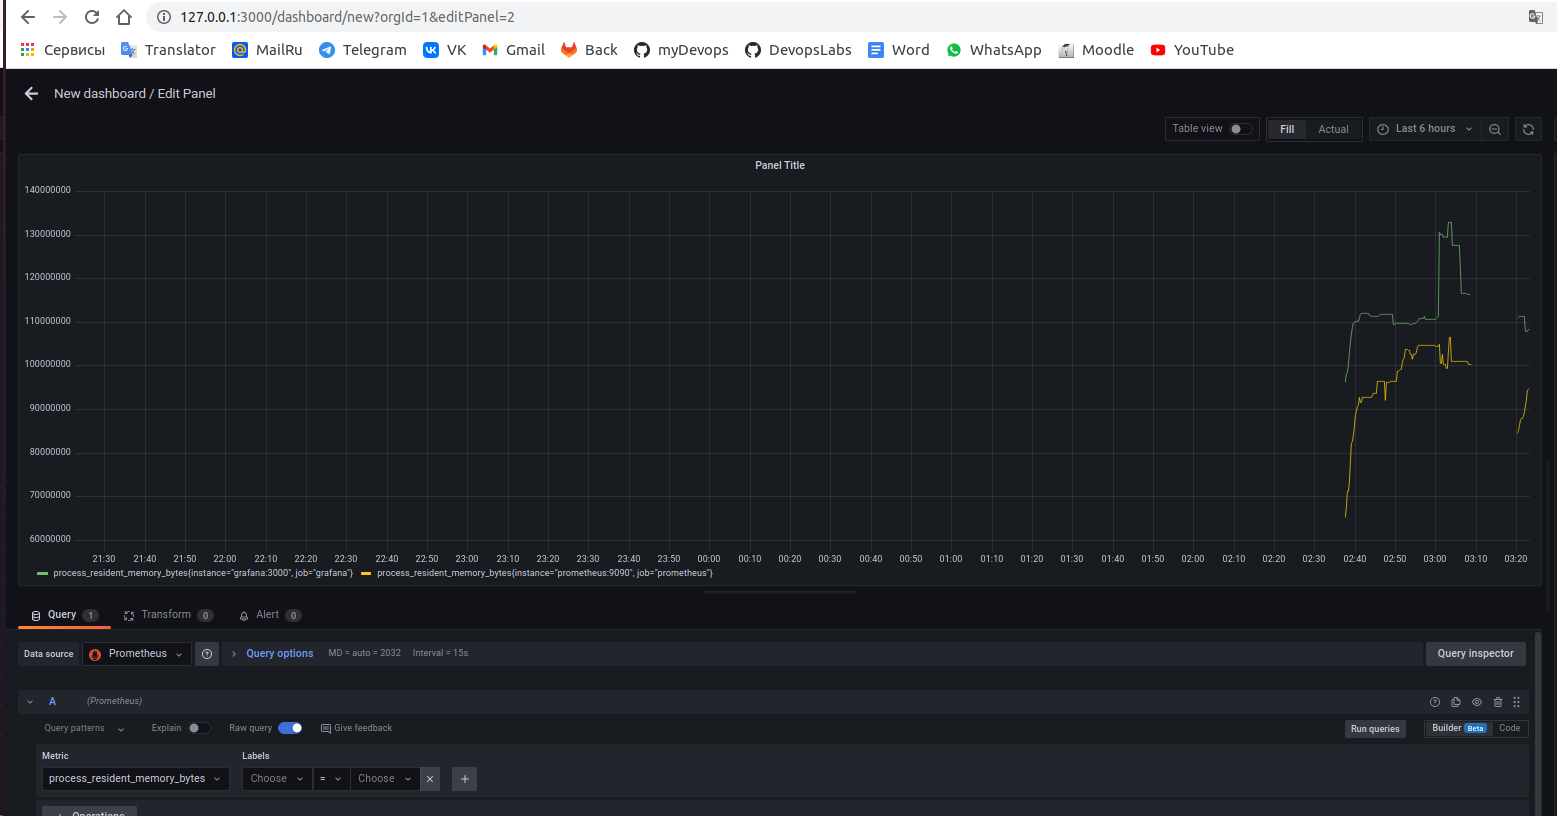 127.0.0.1:3000/dashboard/new?orgId=1&editPanel=2
Сервисы Translator MailRu Telegram VK Gmail Back myDevops DevopsLabs Word WhatsApp Moodle YouTube
New dashboard / Edit Panel
Table view Fill Actual Last 6 hours
Panel Title
140000000
130000000
120000000
110000000
100000000
90000000
80000000
70000000
60000000
21:30 21:40 21:50 22:00 22:10 22:20 22:30 22:40 22:50 23:00 23:10 23:20 23:30 23:40 23:50 00:00 00:10 00:20 00:30 00:40 00:50 01:00 01:10 01:20 01:30 01:40 01:50 02:00 02:10 02:20 02:30 02:40 02:50 03:00 03:10 03:20
process_resident_memory_bytes{instance="grafana:3000", job="grafana"} process_resident_memory_bytes{instance="prometheus:9090", job="prometheus"}
Query 1 Transform 0 Alert 0
Data source Prometheus Query options MD = auto = 2032 Interval = 15s Query inspector
A (Prometheus)
Query patterns Explain Raw query Give feedback Run queries Builder Beta Code
Metric Labels
process_resident_memory_bytes Choose = Choose
Operations